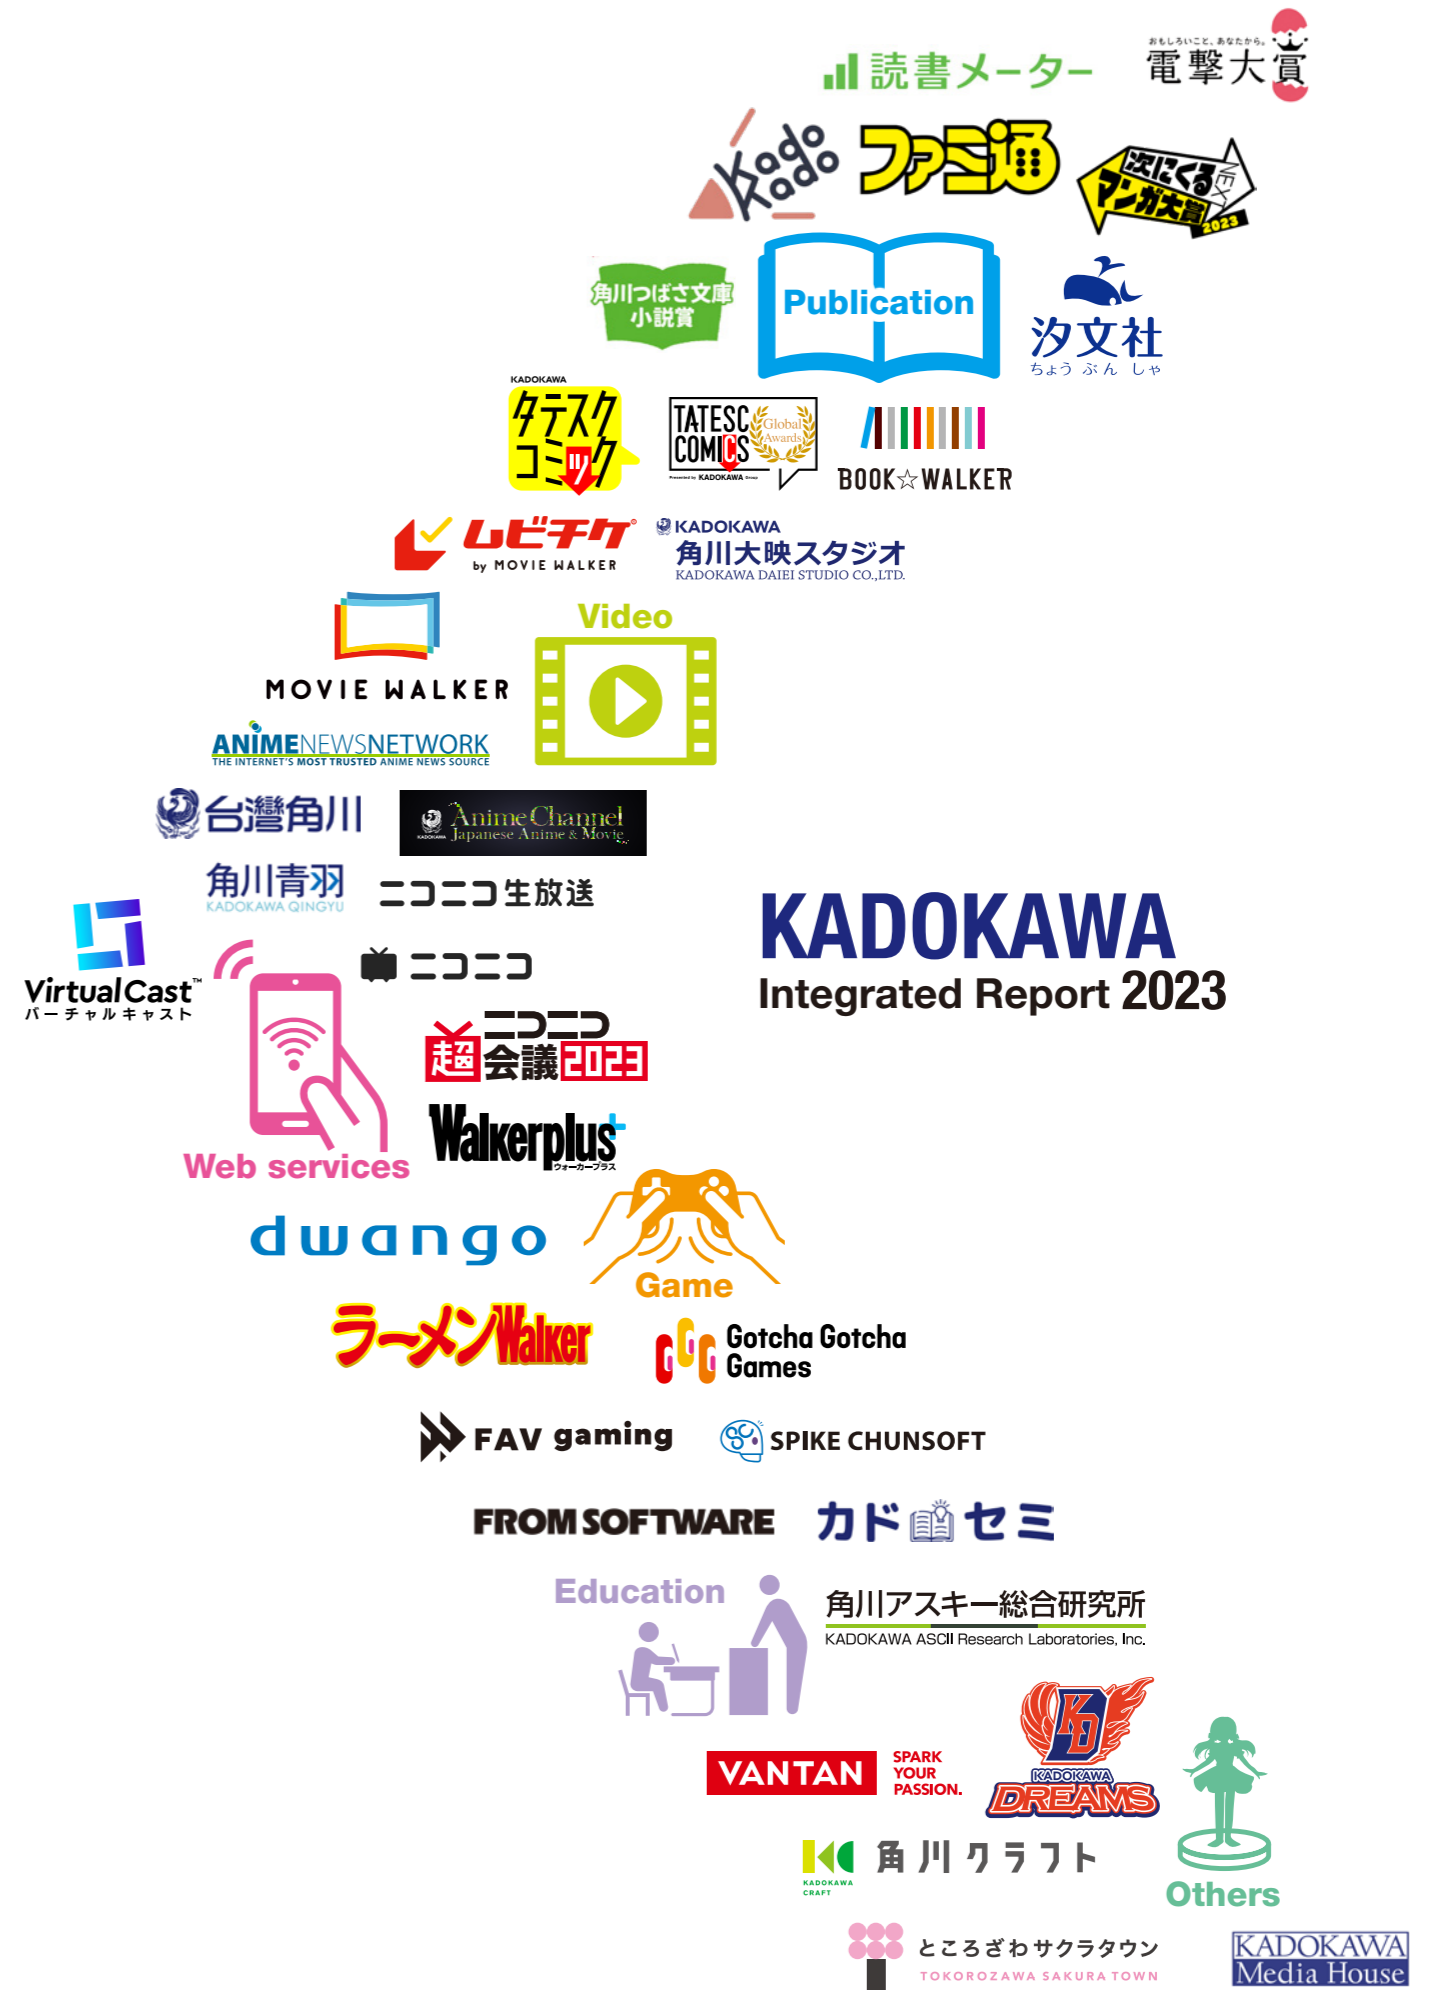 読書メーター
おもしろいこと、あなたから。
電撃大賞
Kado
Kado
ファミ通
次にくる
マンガ大賞
NEXT
2023
角川つばさ文庫
小説賞
Publication
汐文社
ちょう ぶん しゃ
KADOKAWA
タテスク
コミック
TATESC
COMICS
Global
Awards
Presented by KADOKAWA Group
BOOK☆WALKER
ムビチケ
by MOVIE WALKER
KADOKAWA
角川大映スタジオ
KADOKAWA DAIEI STUDIO CO.,LTD.
Video
MOVIE WALKER
ANIMENEWSNETWORK
THE INTERNET'S MOST TRUSTED ANIME NEWS SOURCE
台灣角川
KADOKAWA
Anime Channel
Japanese Anime & Movie
角川青羽
KADOKAWA QINGYU
ニコニコ生放送
VirtualCast™
バーチャルキャスト
ニコニコ
KADOKAWA
Integrated Report 2023
ニコニコ
超会議2023
Walkerplus+
ウォーカープラス
Web services
dwango
Game
ラーメンWalker
Gotcha Gotcha
Games
FAV gaming
SPIKE CHUNSOFT
FROMSOFTWARE
カドセミ
Education
角川アスキー総合研究所
KADOKAWA ASCII Research Laboratories, Inc.
VANTAN
SPARK
YOUR
PASSION.
KD
KADOKAWA
DREAMS
KADOKAWA
CRAFT
角川クラフト
Others
ところざわサクラタウン
TOKOROZAWA SAKURA TOWN
KADOKAWA
Media House